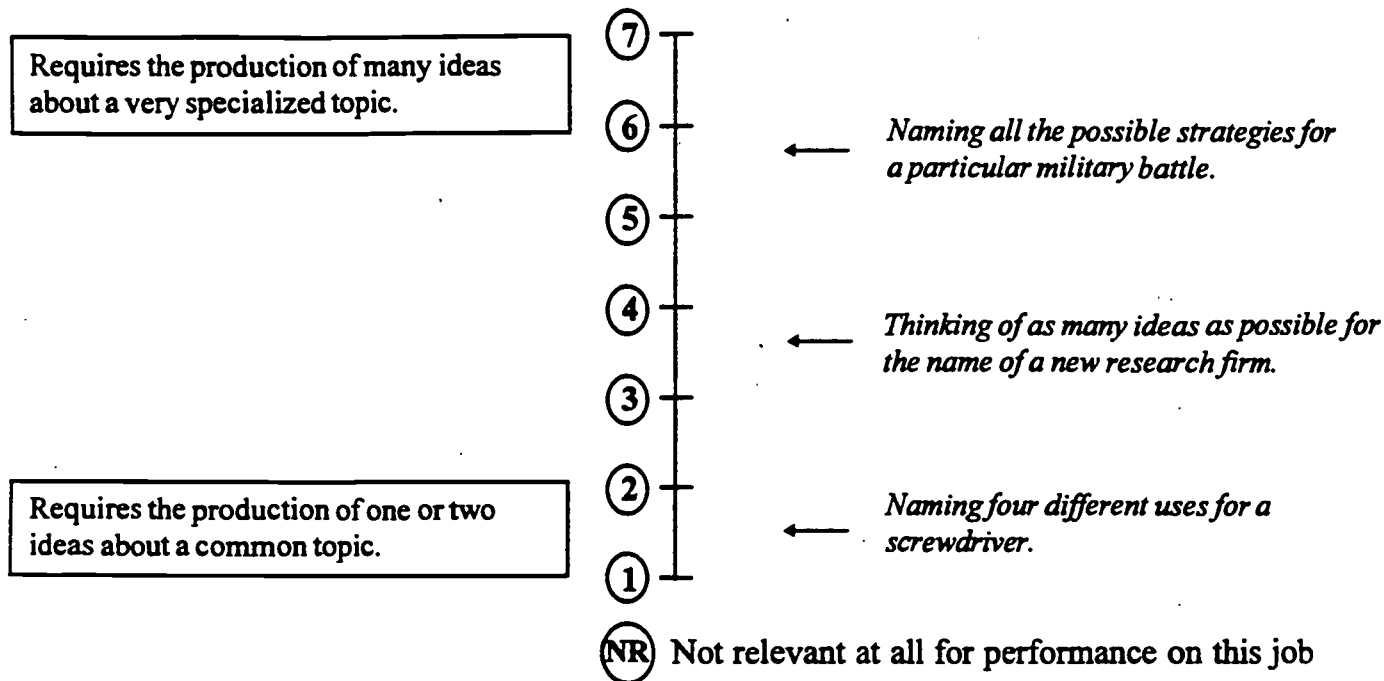 7
Requires the production of many ideas
about a very specialized topic.
6
Naming all the possible strategies for
a particular military battle.
5
4
Thinking of as many ideas as possible for
the name of a new research firm.
3
2
Requires the production of one or two
ideas about a common topic.
Naming four different uses for a
screwdriver.
1
NR Not relevant at all for performance on this job